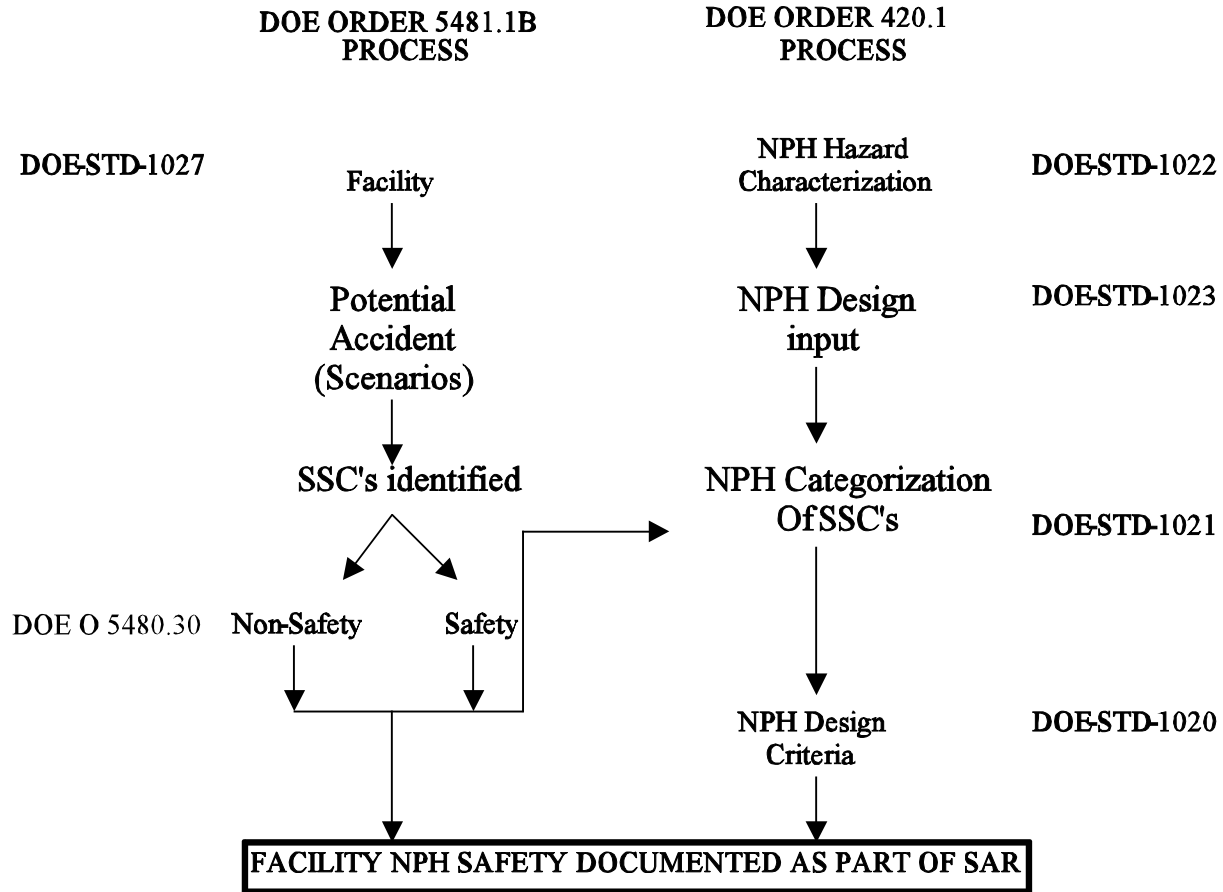 DOE ORDER 5481.1B
PROCESS
DOE ORDER 420.1
PROCESS
DOE-STD-1027
Facility
NPH Hazard
Characterization
DOE-STD-1022
Potential
Accident
(Scenarios)
NPH Design
input
DOE-STD-1023
SSC's identified
NPH Categorization
Of SSC's
DOE-STD-1021
DOE O 5480.30
Non-Safety
Safety
NPH Design
Criteria
DOE-STD-1020
FACILITY NPH SAFETY DOCUMENTED AS PART OF SAR